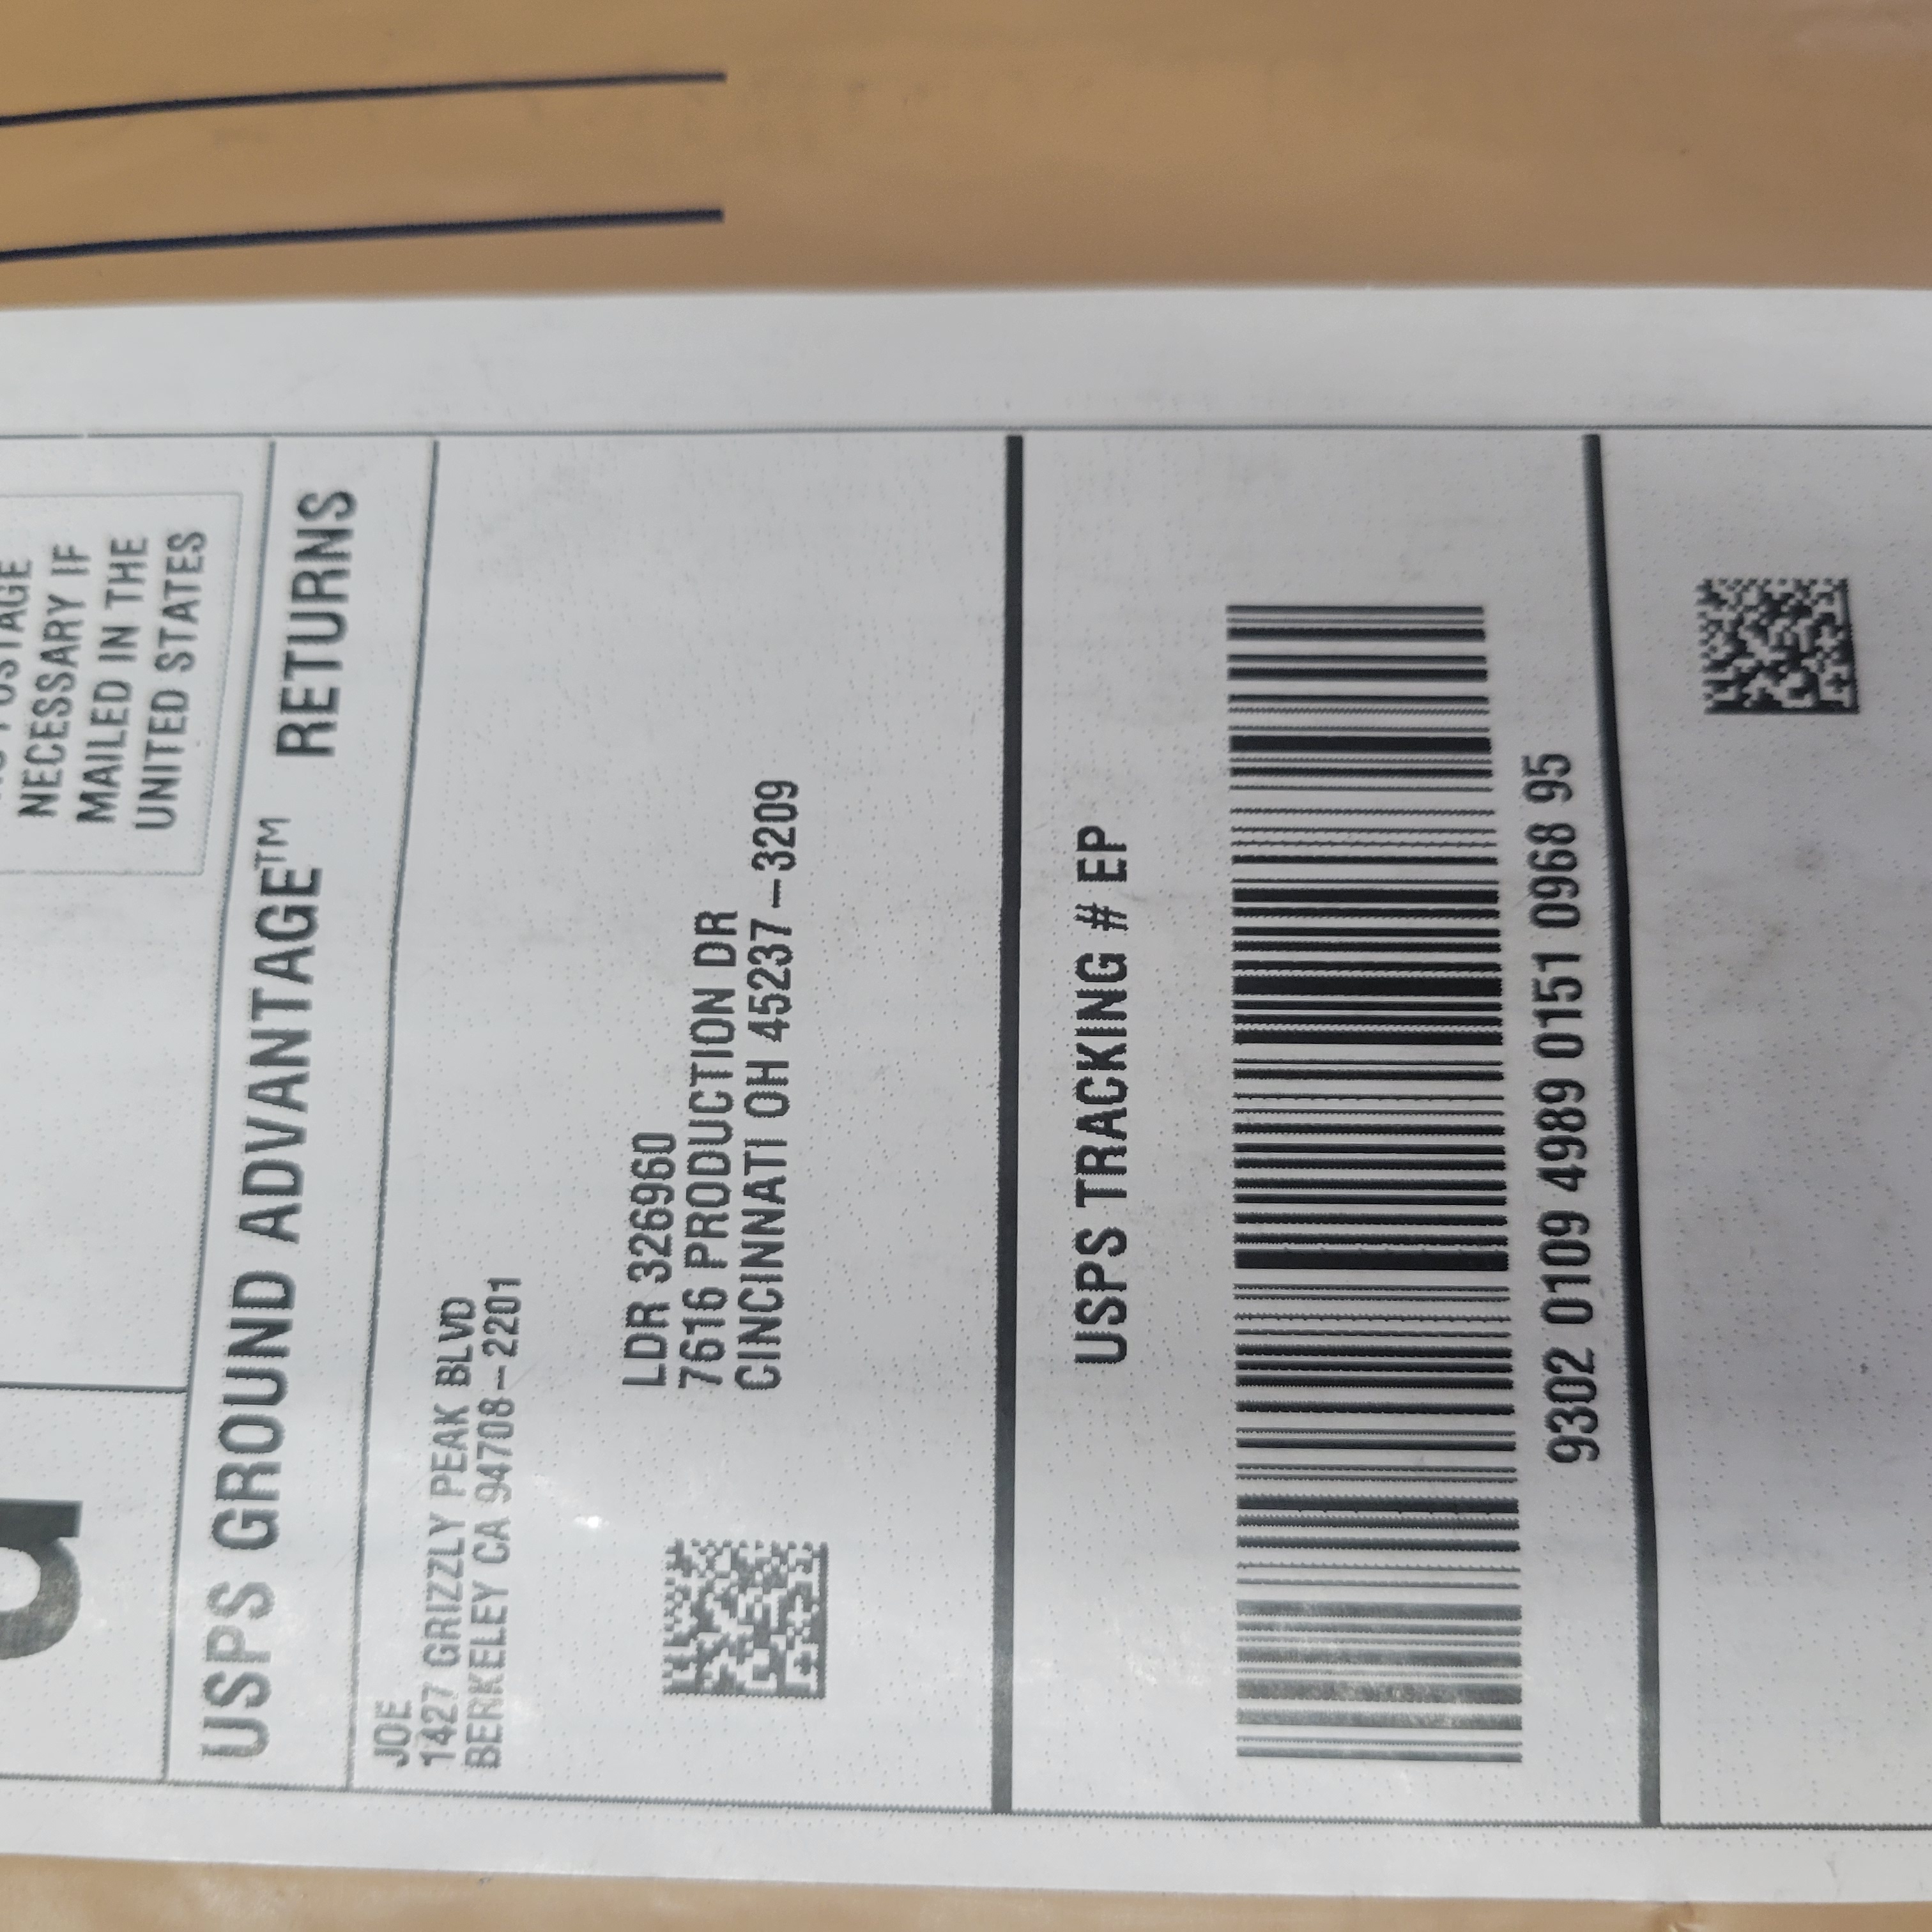 POSTAGE
NECESSARY IF
MAILED IN THE
UNITED STATES
USPS GROUND ADVANTAGE™ RETURNS
JOE
1427 GRIZZLY PEAK BLVD
BERKELEY CA 94708-2201
LDR 326960
7616 PRODUCTION DR
CINCINNATI OH 45237-3209
USPS TRACKING # EP
9302 0109 4989 0151 0968 95